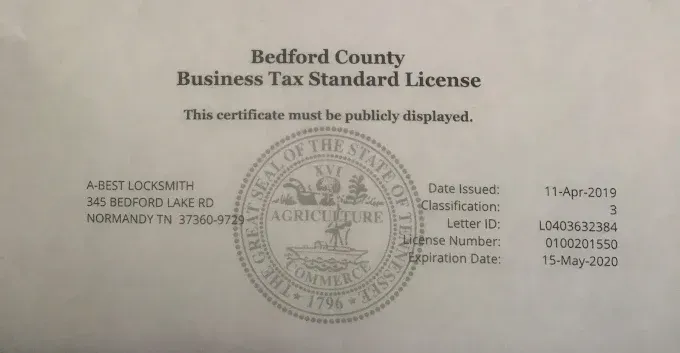 Bedford County
Business Tax Standard License
This certificate must be publicly displayed.
A-BEST LOCKSMITH
345 BEDFORD LAKE RD
NORMANDY TN 37360-9729
THE GREAT SEAL OF THE STATE OF TENNESSEE
XVI
AGRICULTURE
COMMERCE
1796
Date Issued: 11-Apr-2019
Classification: 3
Letter ID: L0403632384
License Number: 0100201550
Expiration Date: 15-May-2020